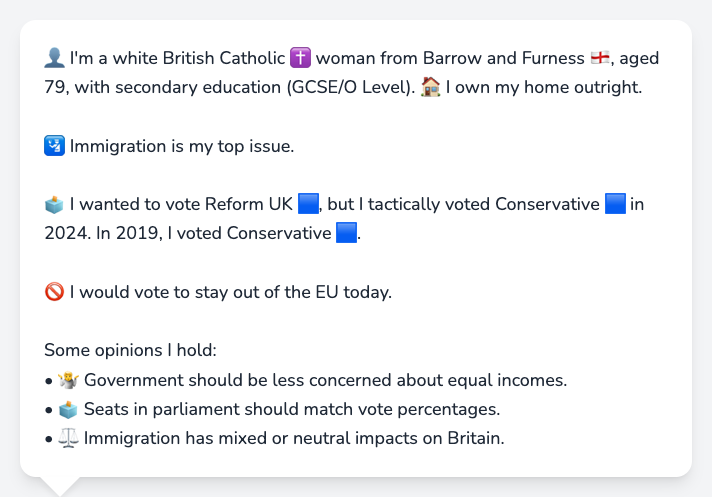 👤 I'm a white British Catholic ✝️ woman from Barrow and Furness 🏴󠁧󠁢󠁥󠁮󠁧󠁿, aged
79, with secondary education (GCSE/O Level). 🏠 I own my home outright.
🛂 Immigration is my top issue.
🗳️ I wanted to vote Reform UK 🟦, but I tactically voted Conservative 🟦 in
2024. In 2019, I voted Conservative 🟦.
🚫 I would vote to stay out of the EU today.
Some opinions I hold:
• 🤷 Government should be less concerned about equal incomes.
• 🗳️ Seats in parliament should match vote percentages.
• ⚖️ Immigration has mixed or neutral impacts on Britain.